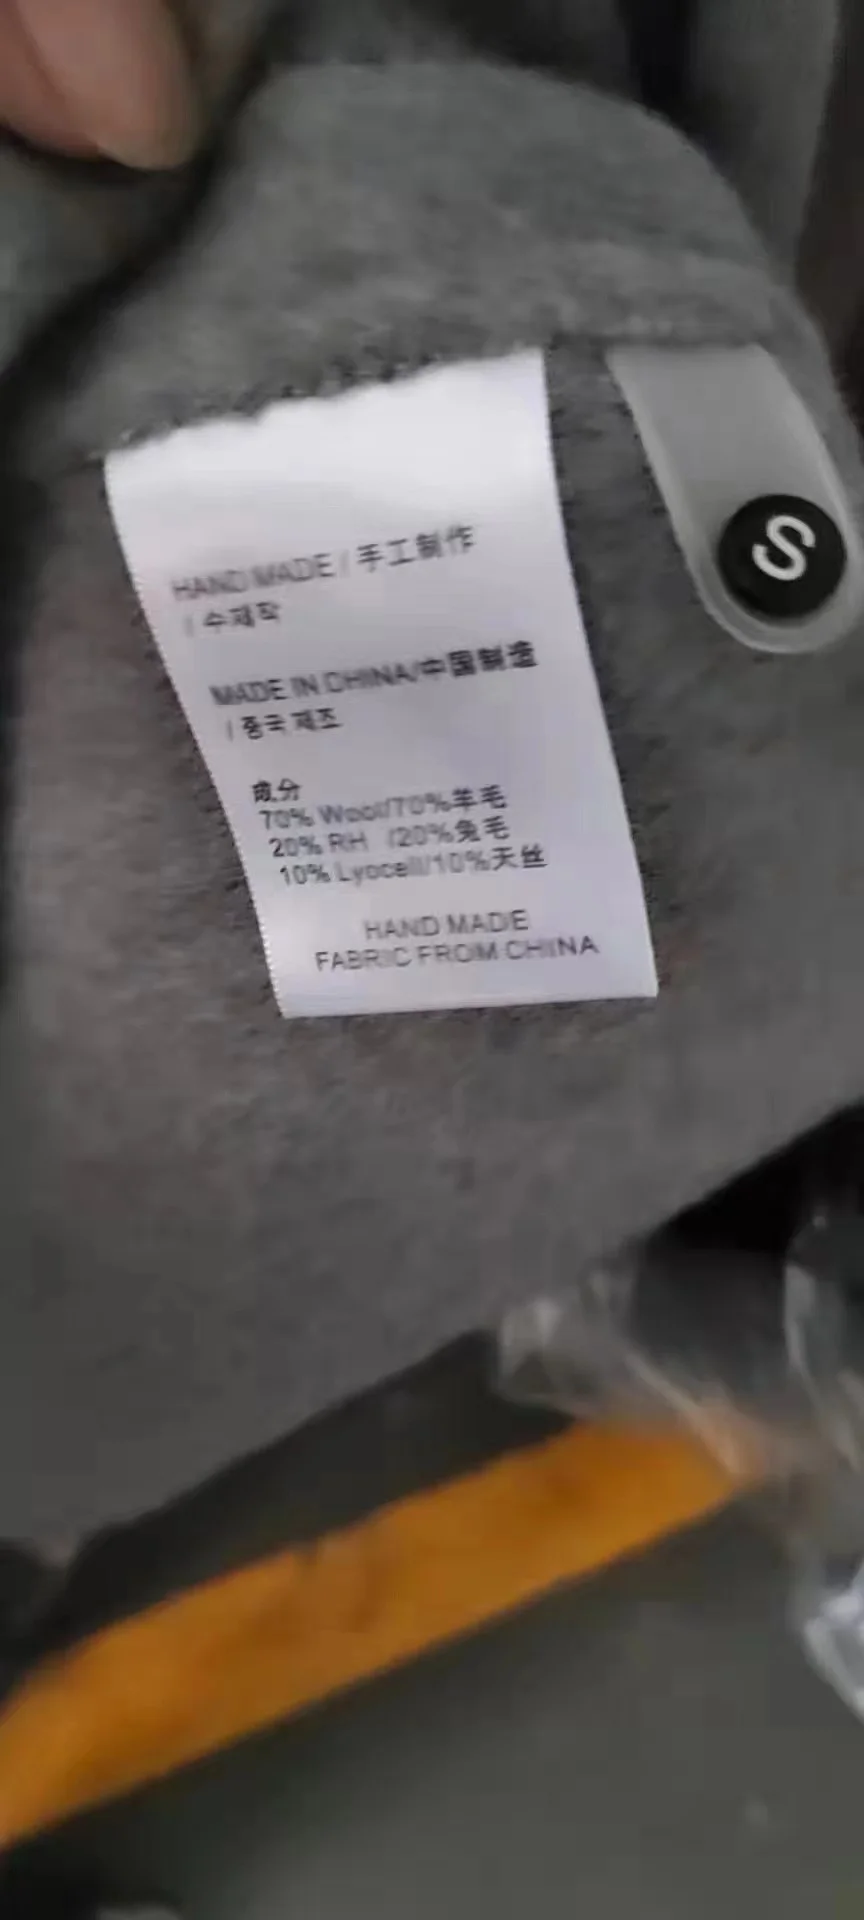 HAND MADE / 手工制作
/ 수제작
MADE IN CHINA/中国制造
/ 중국 제조
成分
70% Wool/70%羊毛
20% RH /20%兔毛
10% Lyocell/10%天丝
HAND MADE
FABRIC FROM CHINA
S